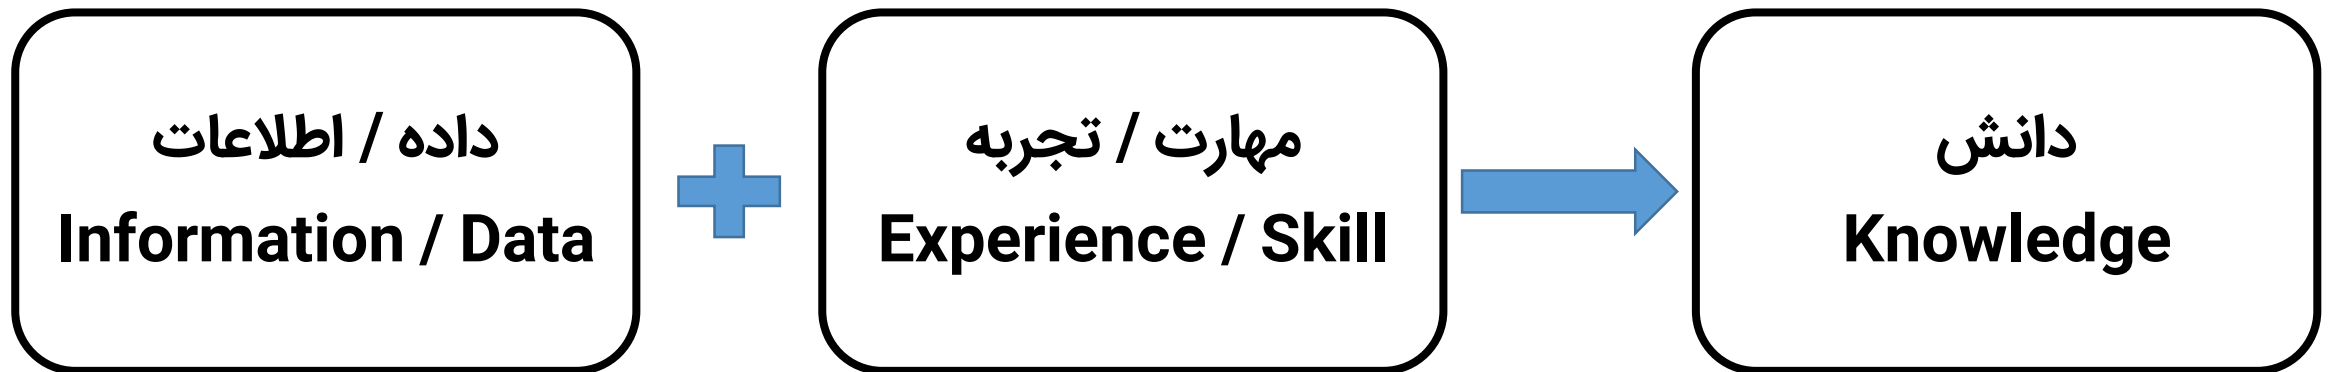 داده / اطلاعات
Information / Data
مهارت / تجربه
Experience / Skill
دانش
Knowledge